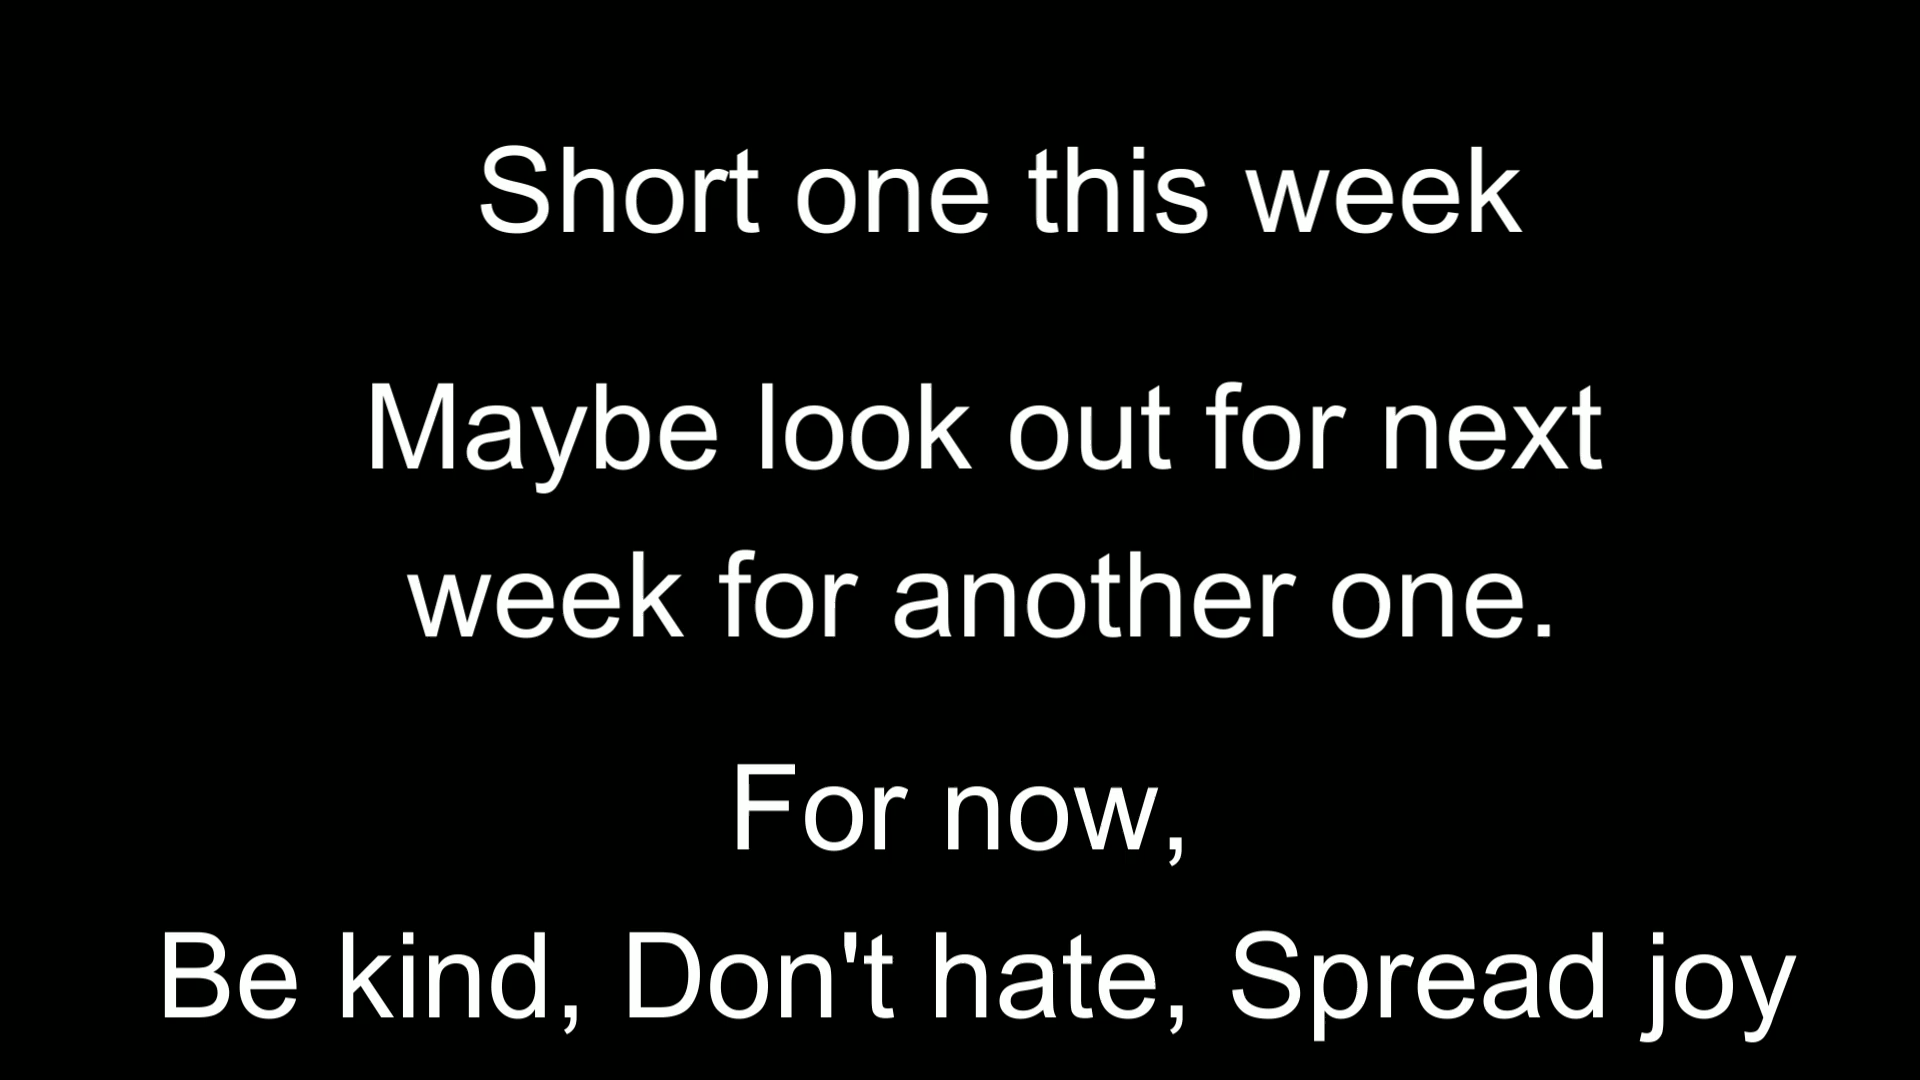 Short one this week
Maybe look out for next
week for another one.
For now,
Be kind, Don't hate, Spread joy